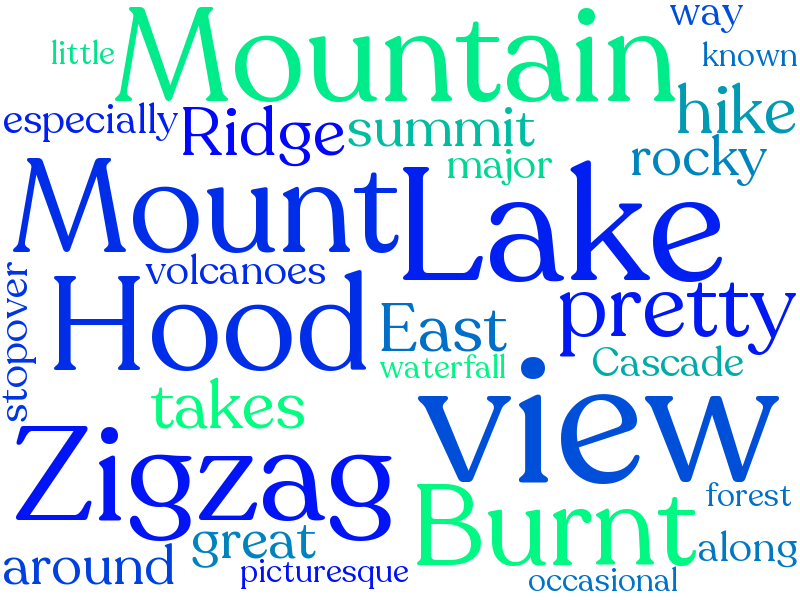 way
little
Mountain
known
especially
Ridge
summit
hike
major
rocky
Mount
Lake
volcanoes
stopover
Hood
pretty
East
waterfall
Cascade
takes
view
Zigzag
Burnt
forest
great
along
around
picturesque
occasional